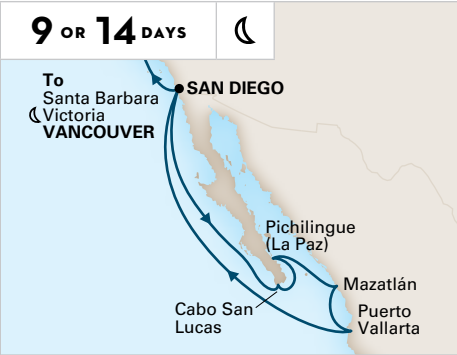 9 OR 14 DAYS
To
Santa Barbara
Victoria
VANCOUVER
SAN DIEGO
Pichilingue
(La Paz)
Mazatlán
Cabo San
Lucas
Puerto
Vallarta